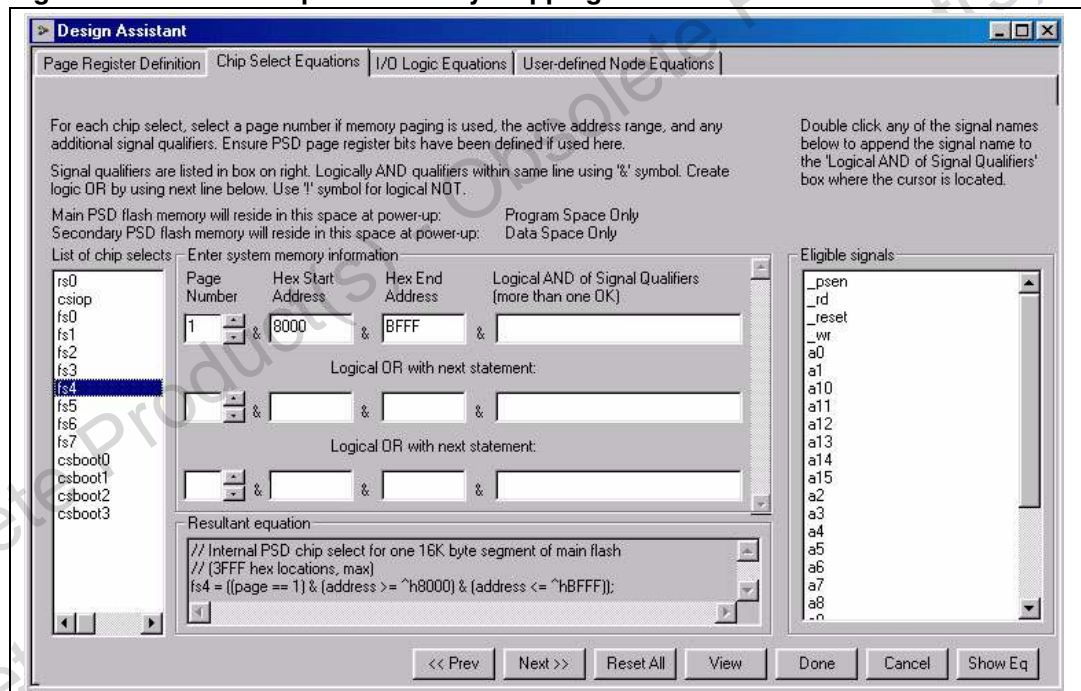 Design Assistant
Page Register Definition Chip Select Equations I/O Logic Equations User-defined Node Equations
For each chip select, select a page number if memory paging is used, the active address range, and any
additional signal qualifiers. Ensure PSD page register bits have been defined if used here.
Signal qualifiers are listed in box on right. Logically AND qualifiers within same line using '&' symbol. Create
logic OR by using next line below. Use '!' symbol for logical NOT.
Main PSD flash memory will reside in this space at power-up: Program Space Only
Secondary PSD flash memory will reside in this space at power-up: Data Space Only
Double click any of the signal names
below to append the signal name to
the 'Logical AND of Signal Qualifiers'
box where the cursor is located.
List of chip selects
rs0
csiop
fs0
fs1
fs2
fs3
fs4
fs5
fs6
fs7
csboot0
csboot1
csboot2
csboot3
Enter system memory information
Page Number
Hex Start Address
Hex End Address
Logical AND of Signal Qualifiers
(more than one OK)
1 & 8000 & BFFF &
Logical OR with next statement:
& & &
Logical OR with next statement:
& & &
Resultant equation
// Internal PSD chip select for one 16K byte segment of main flash
// (3FFF hex locations, max)
fs4 = ((page == 1) & (address >= ^h8000) & (address <= ^hBFFF));
Eligible signals
_psen
_rd
_reset
_wr
a0
a1
a10
a11
a12
a13
a14
a15
a2
a3
a4
a5
a6
a7
a8
<< Prev Next >> Reset All View Done Cancel Show Eq
Obsolete Product(s) - Obsolete